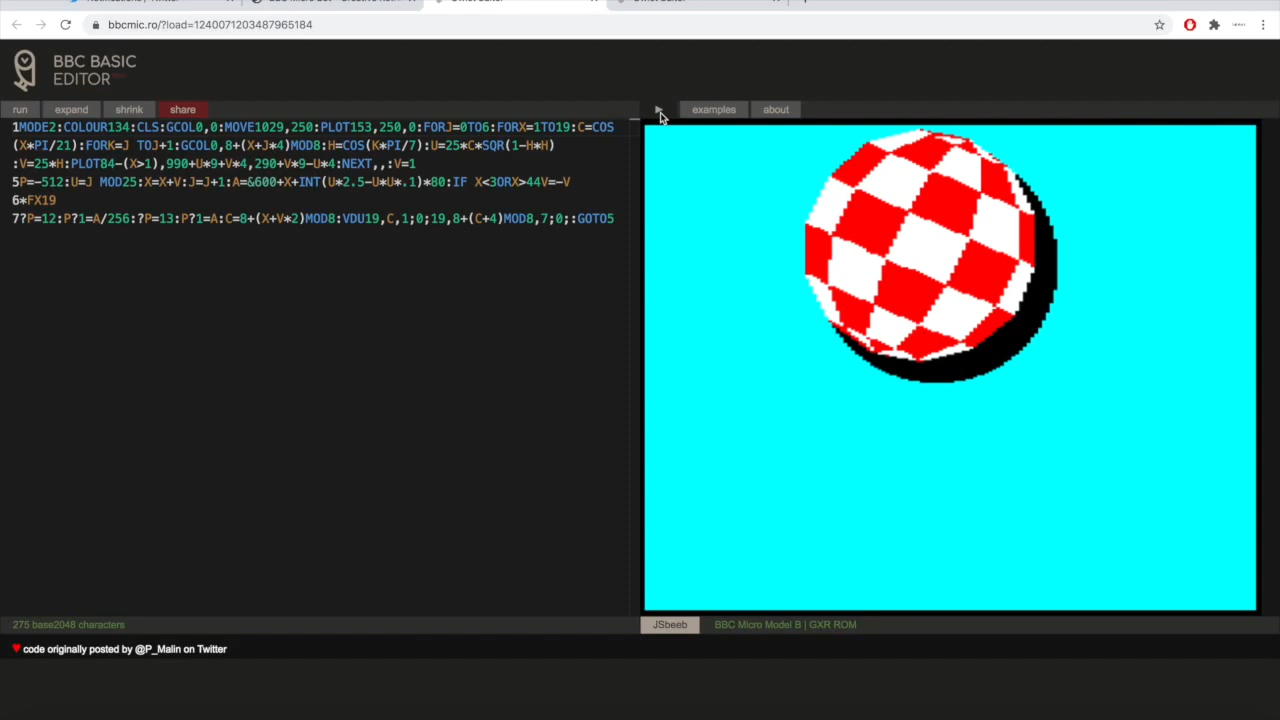 bbcmic.ro/?load=1240071203487965184
BBC BASIC
EDITOR
run expand shrink share examples about
1MODE2:COLOUR134:CLS:GCOL0,0:MOVE1029,250:PLOT153,250,0:FORJ=0TO6:FORX=1TO19:C=COS
(X*PI/21):FORK=J TOJ+1:GCOL0,8+(X+J*4)MOD8:H=COS(K*PI/7):U=25*C*SQR(1-H*H)
:V=25*H:PLOT84-(X>1),990+U*9+V*4,290+V*9-U*4:NEXT,,:V=1
5P=-512:U=J MOD25:X=X+V:J=J+1:A=&600+X+INT(U*2.5-U*U*.1)*80:IF X<3ORX>44V=-V
6*FX19
7?P=12:P?1=A/256:?P=13:P?1=A:C=8+(X+V*2)MOD8:VDU19,C,1;0;19,8+(C+4)MOD8,7;0;:GOTO5
275 base2048 characters
JSbeeb BBC Micro Model B | GXR ROM
code originally posted by @P_Malin on Twitter